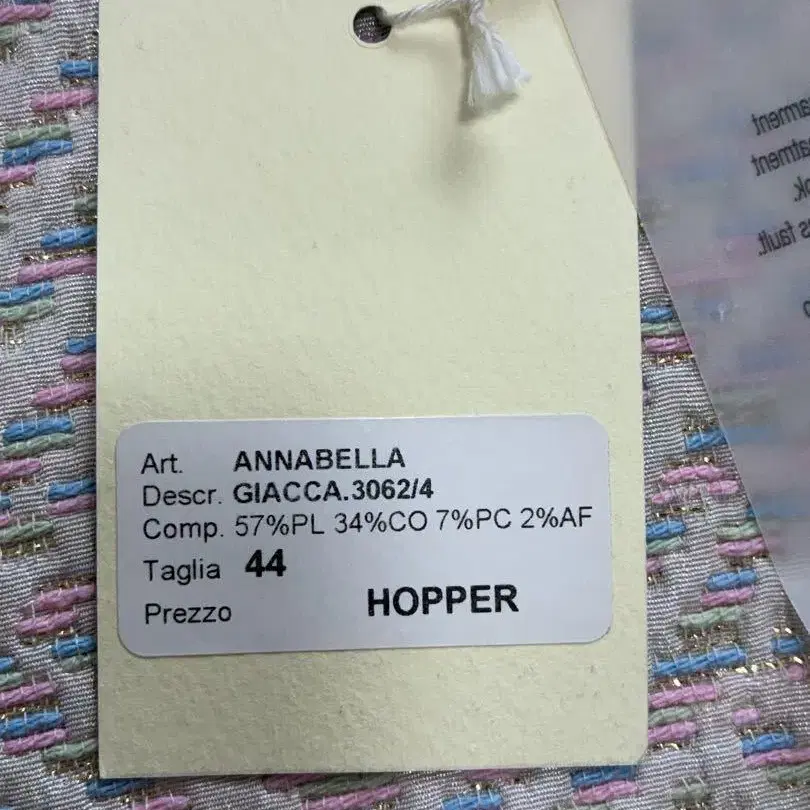 Art. ANNABELLA
Descr. GIACCA.3062/4
Comp. 57%PL 34%CO 7%PC 2%AF
Taglia 44
Prezzo HOPPER
fault.